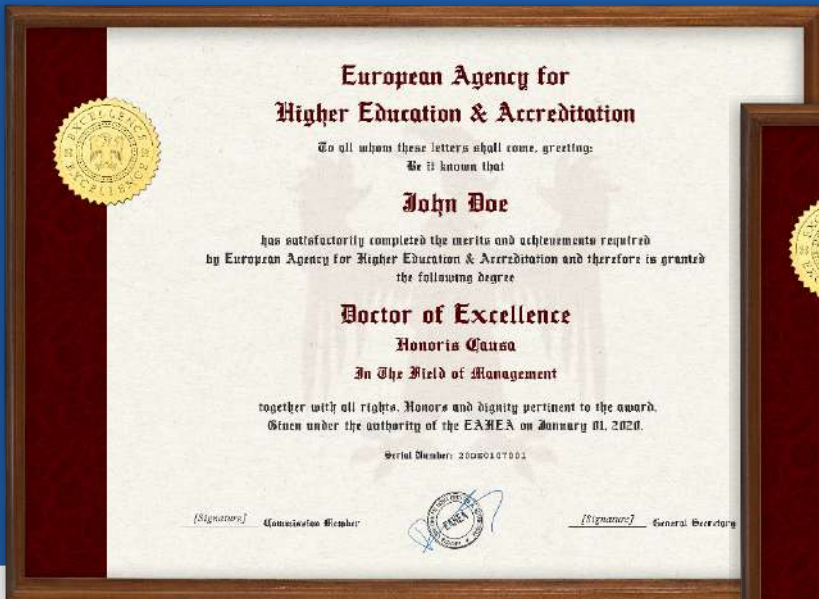 European Agency for
Higher Education & Accreditation
To all whom these letters shall come, greeting:
Be it known that
John Doe
has satisfactorily completed the merits and achievements required
by European Agency for Higher Education & Accreditation and therefore is granted
the following degree
Doctor of Excellence
Honoris Causa
In The Field of Management
together with all rights, Honors and dignity pertinent to the award.
Given under the authority of the EAHEA on January 01, 2020.
Serial Number: 20DE0107001
[Signature] Commission Member
EAHEA
[Signature] General Secretary
EXCELLENCE
EXCELLENCE